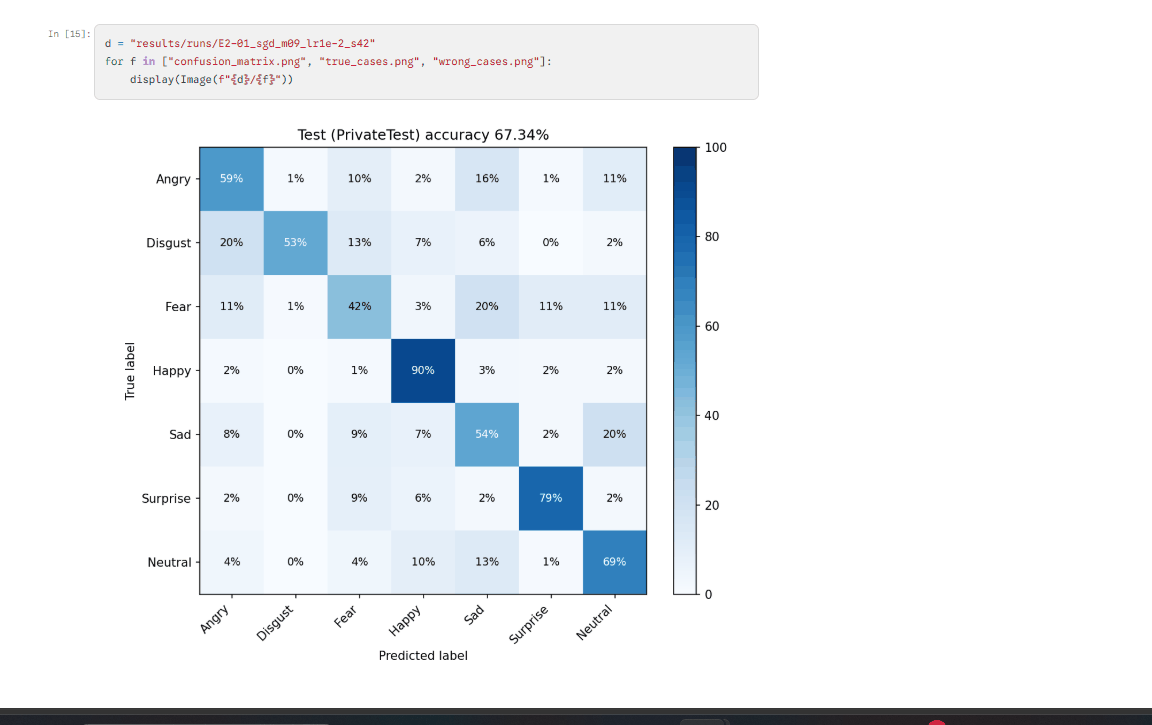 In [15]:
d = "results/runs/E2-01_sgd_m09_lr1e-2_s42"
for f in ["confusion_matrix.png", "true_cases.png", "wrong_cases.png"]:
    display(Image(f"{d}/{f}"))
Test (PrivateTest) accuracy 67.34%
Angry 59% 1% 10% 2% 16% 1% 11%
Disgust 20% 53% 13% 7% 6% 0% 2%
Fear 11% 1% 42% 3% 20% 11% 11%
Happy 2% 0% 1% 90% 3% 2% 2%
Sad 8% 0% 9% 7% 54% 2% 20%
Surprise 2% 0% 9% 6% 2% 79% 2%
Neutral 4% 0% 4% 10% 13% 1% 69%
True label
Angry Disgust Fear Happy Sad Surprise Neutral
Predicted label
100
80
60
40
20
0